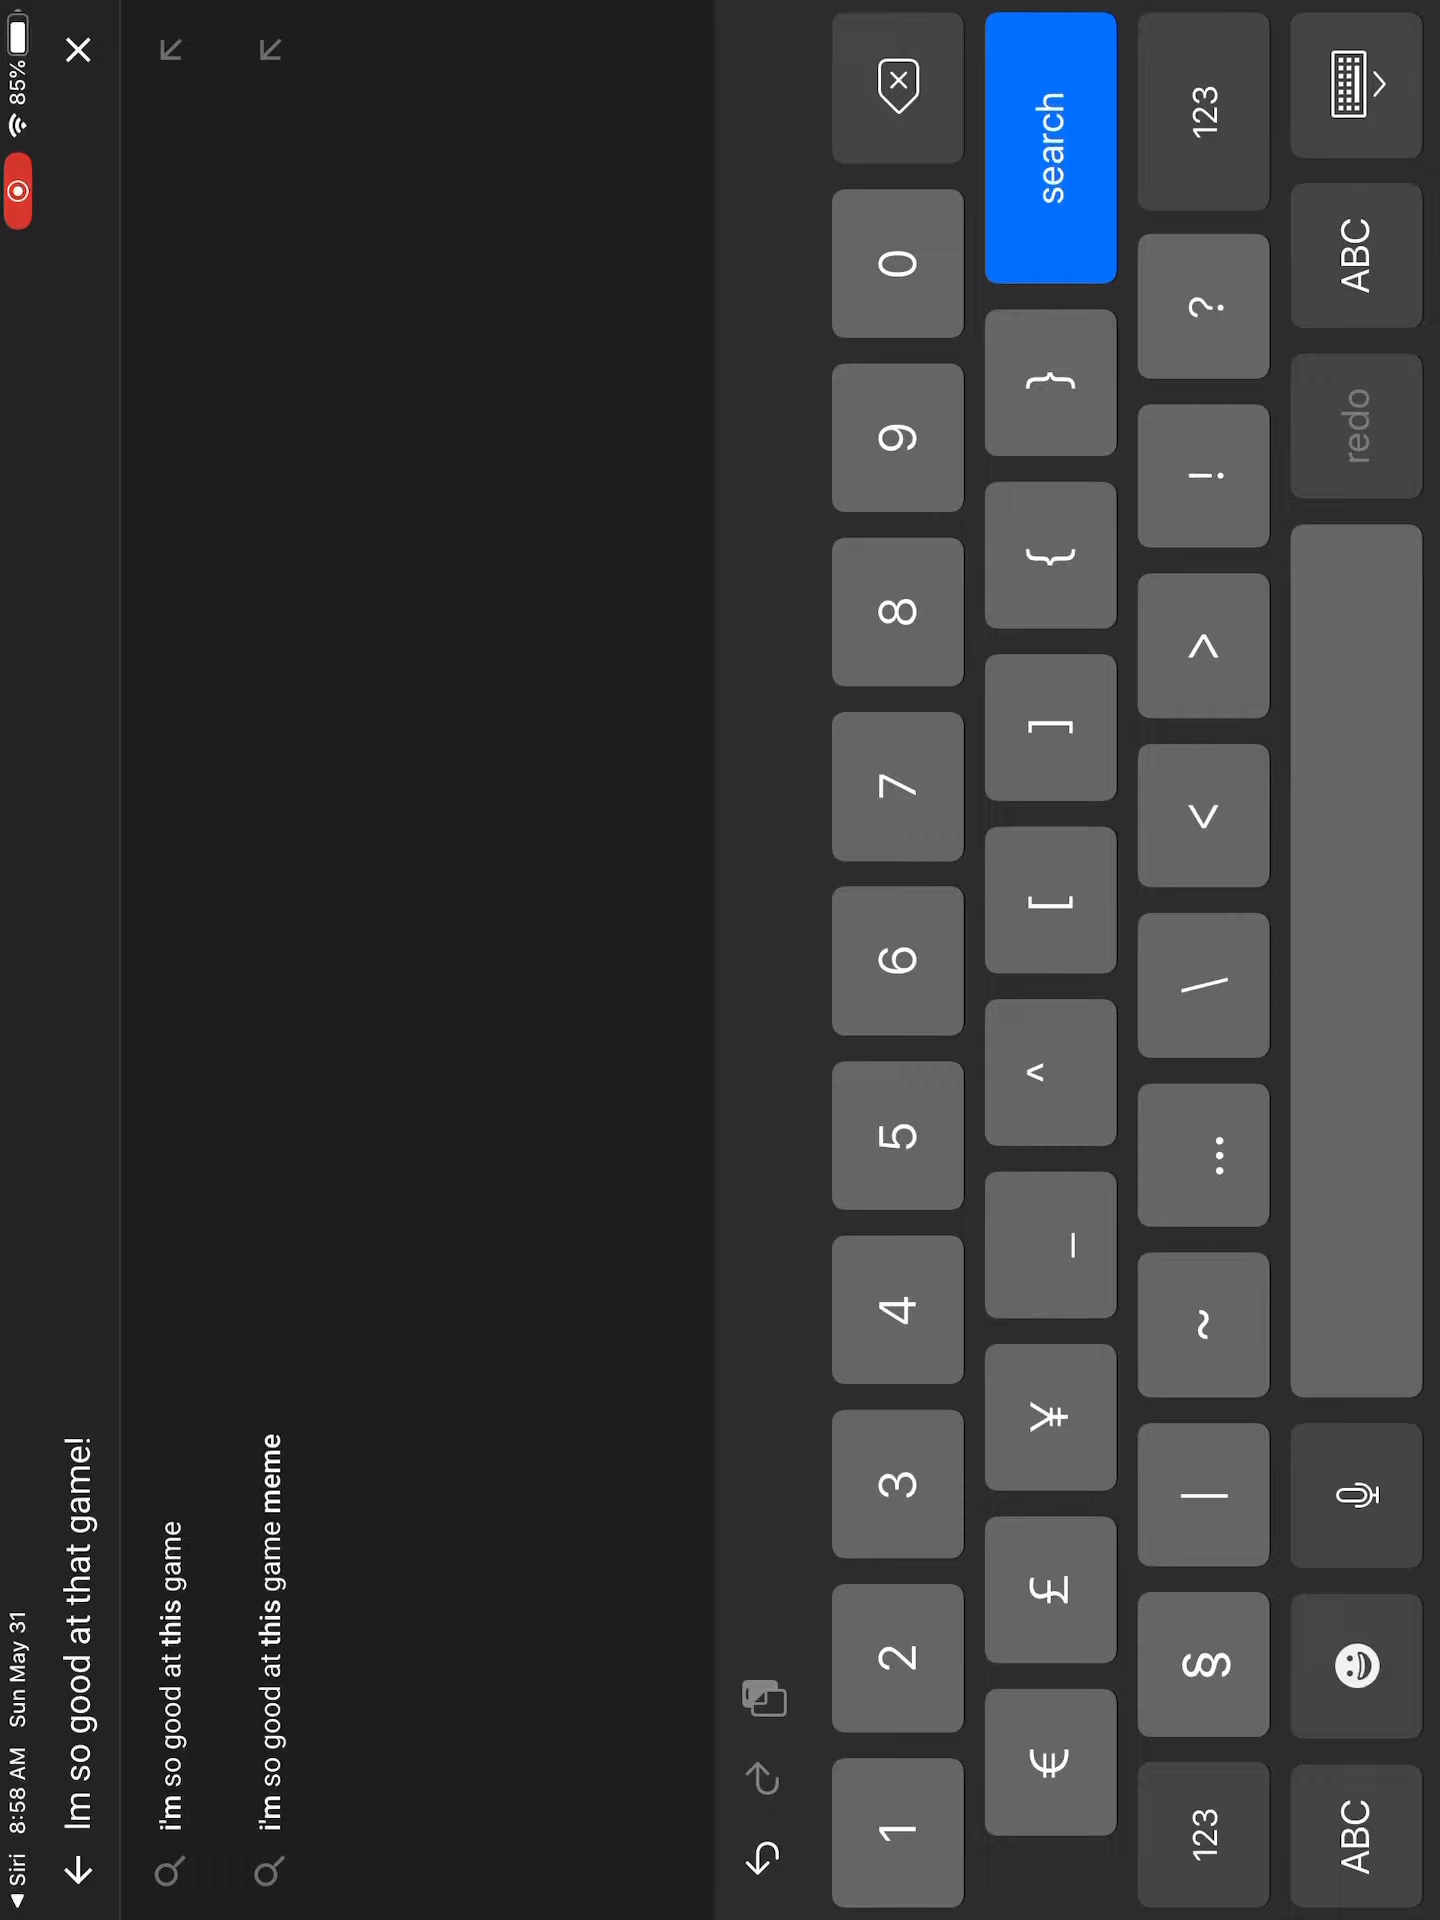 ◀ Siri 8:58 AM Sun May 31 85%
Im so good at that game!
i'm so good at this game
i'm so good at this game meme
1 2 3 4 5 6 7 8 9 0
€ £ ¥ _ ^ [ ] { } search
123 § | ~ … \ < > ! ? 123
ABC redo ABC